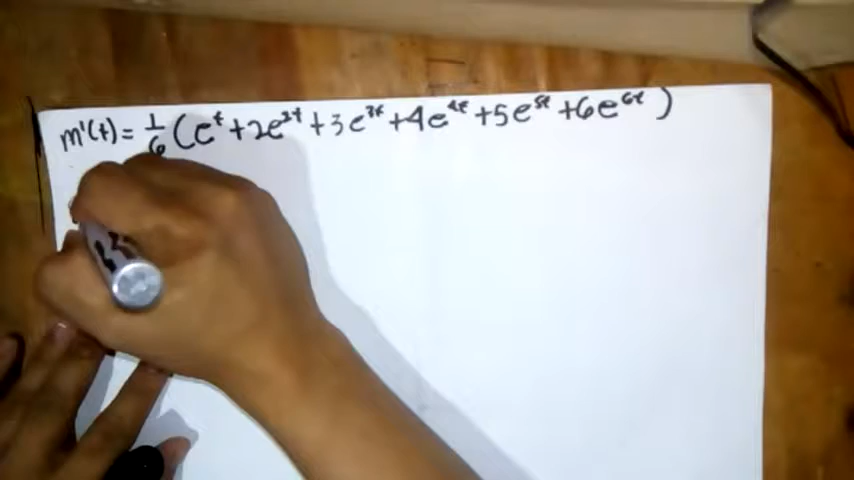 m'(t) = 1/6 (e^t + 2e^2t + 3e^3t + 4e^4t + 5e^5t + 6e^6t)